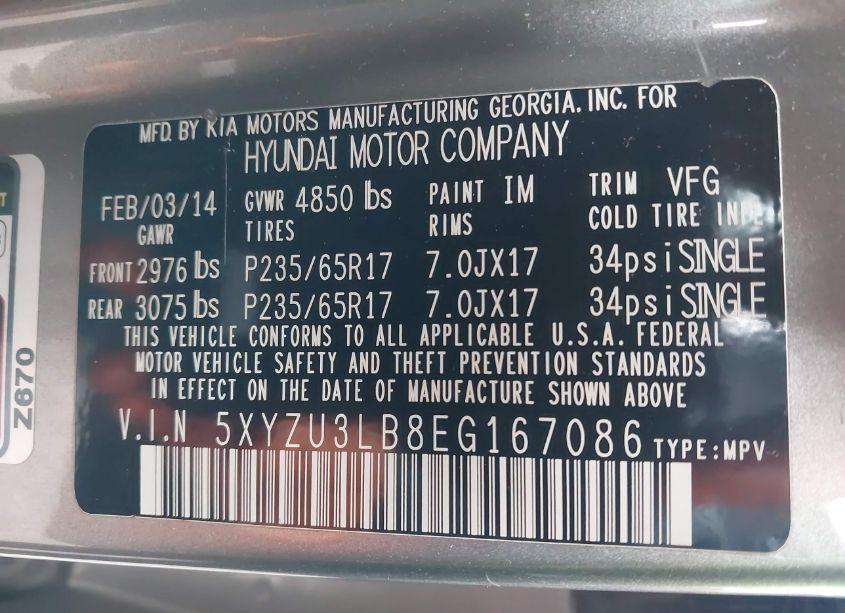 MFD. BY KIA MOTORS MANUFACTURING GEORGIA. INC. FOR
HYUNDAI MOTOR COMPANY
FEB/03/14 GVWR 4850 lbs PAINT IM TRIM VFG
GAWR TIRES RIMS COLD TIRE
FRONT 2976 lbs P235/65R17 7.0JX17 34psi SINGLE
REAR 3075 lbs P235/65R17 7.0JX17 34psi SINGLE
THIS VEHICLE CONFORMS TO ALL APPLICABLE U.S.A. FEDERAL
MOTOR VEHICLE SAFETY AND THEFT PREVENTION STANDARDS
IN EFFECT ON THE DATE OF MANUFACTURE SHOWN ABOVE
V.I.N 5XYZU3LB8EG167086 TYPE:MPV
Z670